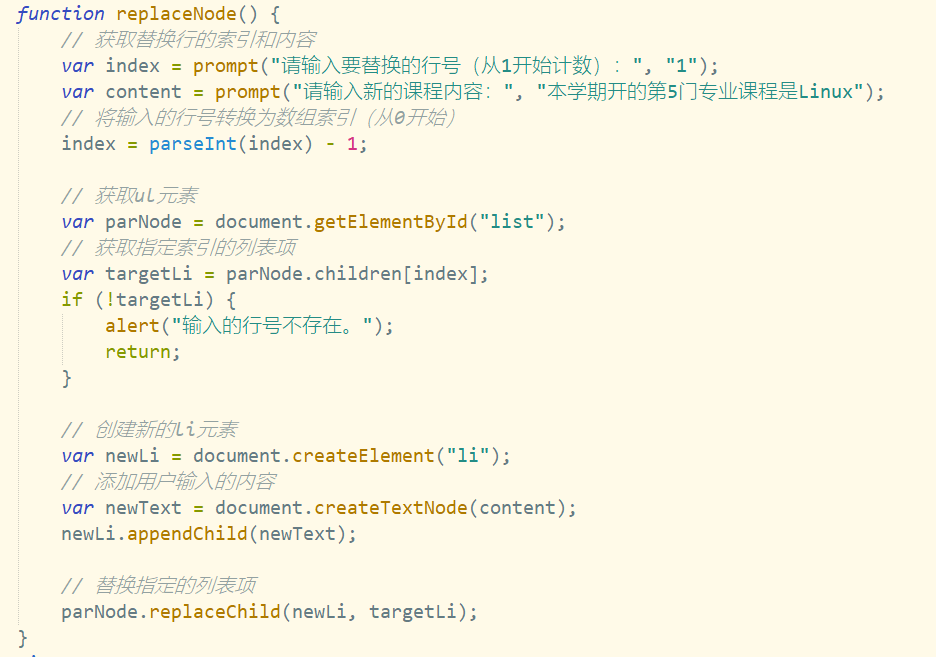 function replaceNode() {
// 获取替换行的索引和内容
var index = prompt("请输入要替换的行号（从1开始计数）：", "1");
var content = prompt("请输入新的课程内容：", "本学期开的第5门专业课程是Linux");
// 将输入的行号转换为数组索引（从0开始）
index = parseInt(index) - 1;
// 获取ul元素
var parNode = document.getElementById("list");
// 获取指定索引的列表项
var targetLi = parNode.children[index];
if (!targetLi) {
alert("输入的行号不存在。");
return;
}
// 创建新的li元素
var newLi = document.createElement("li");
// 添加用户输入的内容
var newText = document.createTextNode(content);
newLi.appendChild(newText);
// 替换指定的列表项
parNode.replaceChild(newLi, targetLi);
}